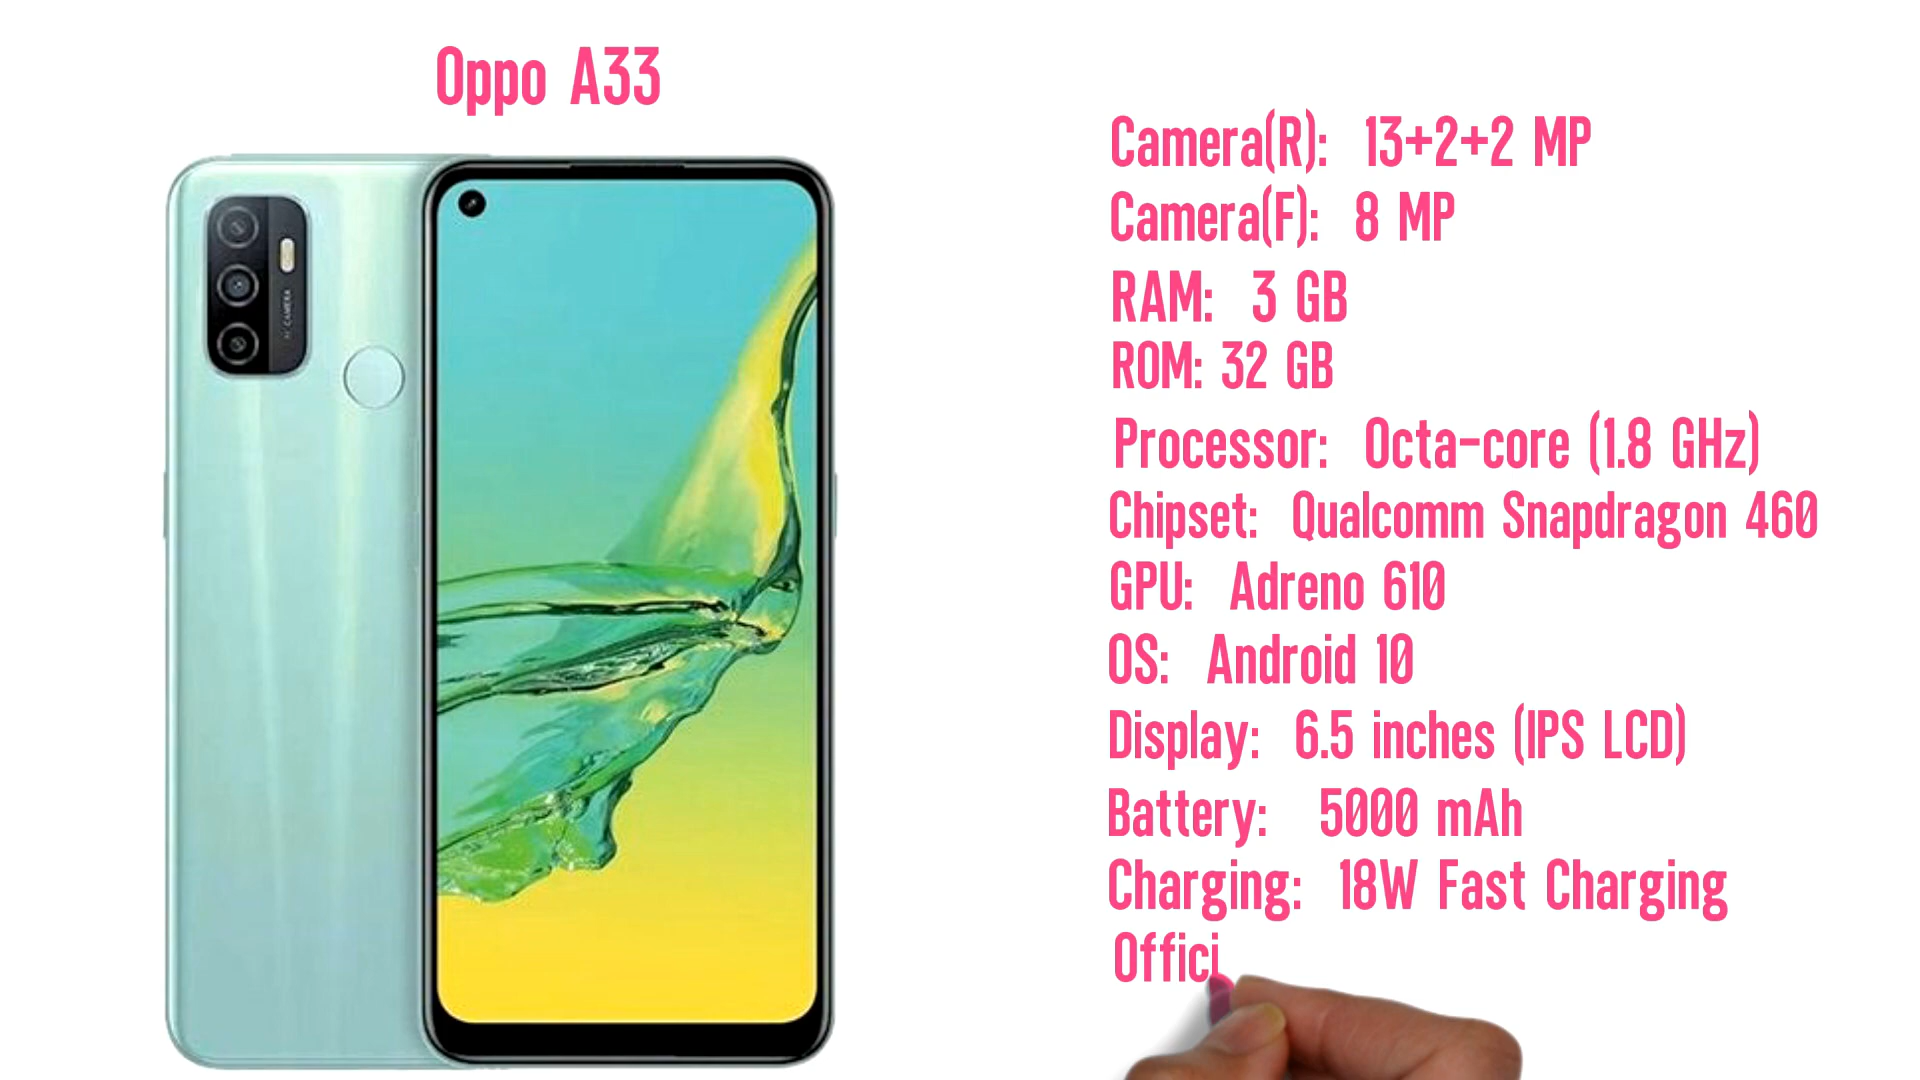 Oppo A33
Camera(R): 13+2+2 MP
Camera(F): 8 MP
RAM: 3 GB
ROM: 32 GB
Processor: Octa-core (1.8 GHz)
Chipset: Qualcomm Snapdragon 460
GPU: Adreno 610
OS: Android 10
Display: 6.5 inches (IPS LCD)
Battery: 5000 mAh
Charging: 18W Fast Charging
Offici
AI CAMERA